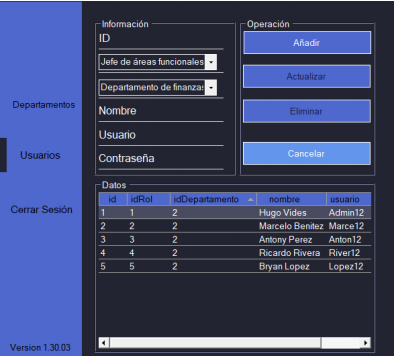 Departamentos
Usuarios
Cerrar Sesión
Version 1.30.03
Información
ID
Jefe de áreas funcionales
Departamento de finanza:
Nombre
Usuario
Contraseña
Operación
Añadir
Actualizar
Eliminar
Cancelar
Datos
id idRol idDepartamento nombre usuario
1 1 2 Hugo Vides Admin12
2 2 2 Marcelo Benitez Marce12
3 3 2 Antony Perez Anton12
4 4 2 Ricardo Rivera River12
5 5 2 Bryan Lopez Lopez12